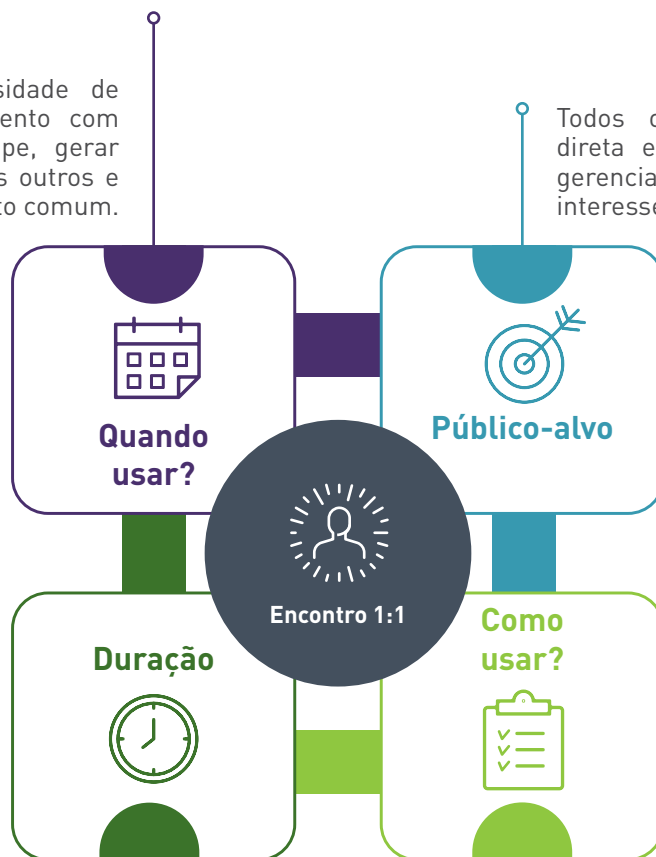 sidade de
ento com
pe, gerar
s outros e
to comum.
Todos
direta e
gerencia
interesse
Quando
usar?
Público-alvo
Encontro 1:1
Duração
Como
usar?